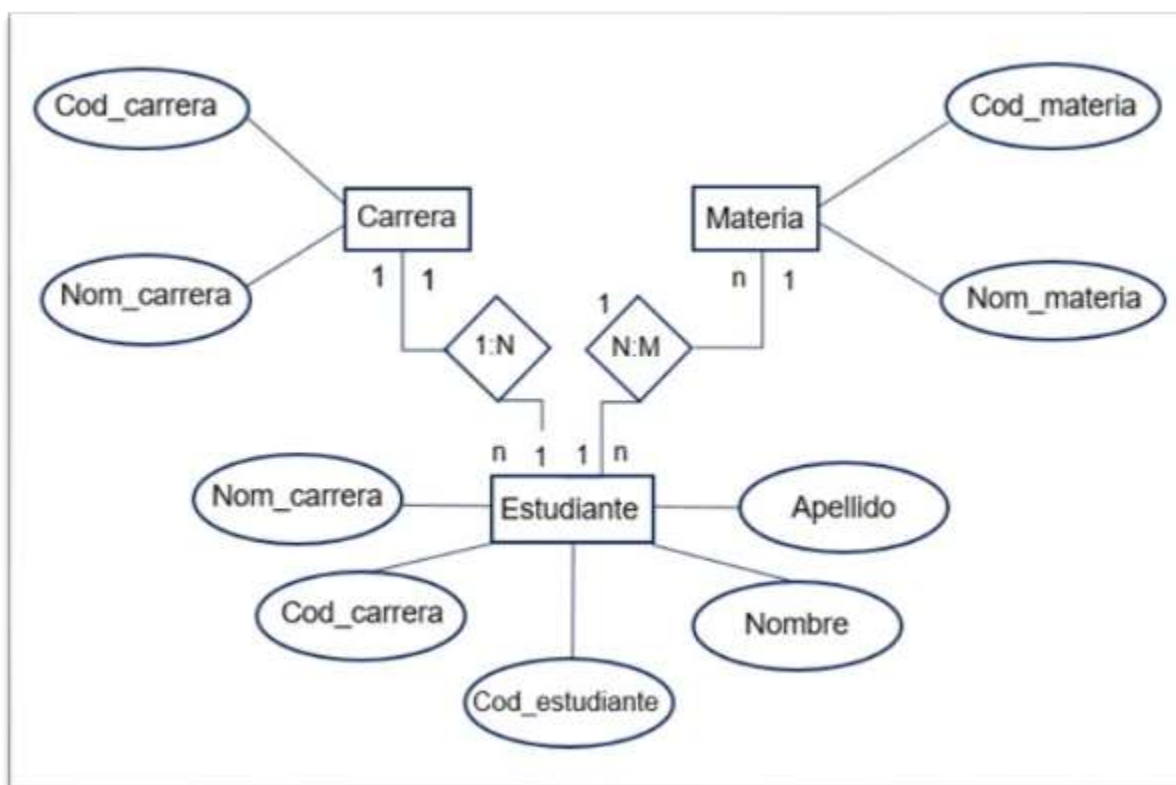 Cod_carrera
Cod_materia
Carrera
Materia
Nom_carrera
Nom_materia
1 1
n 1
1
1:N
N:M
n 1 1 n
Nom_carrera
Estudiante
Apellido
Cod_carrera
Nombre
Cod_estudiante